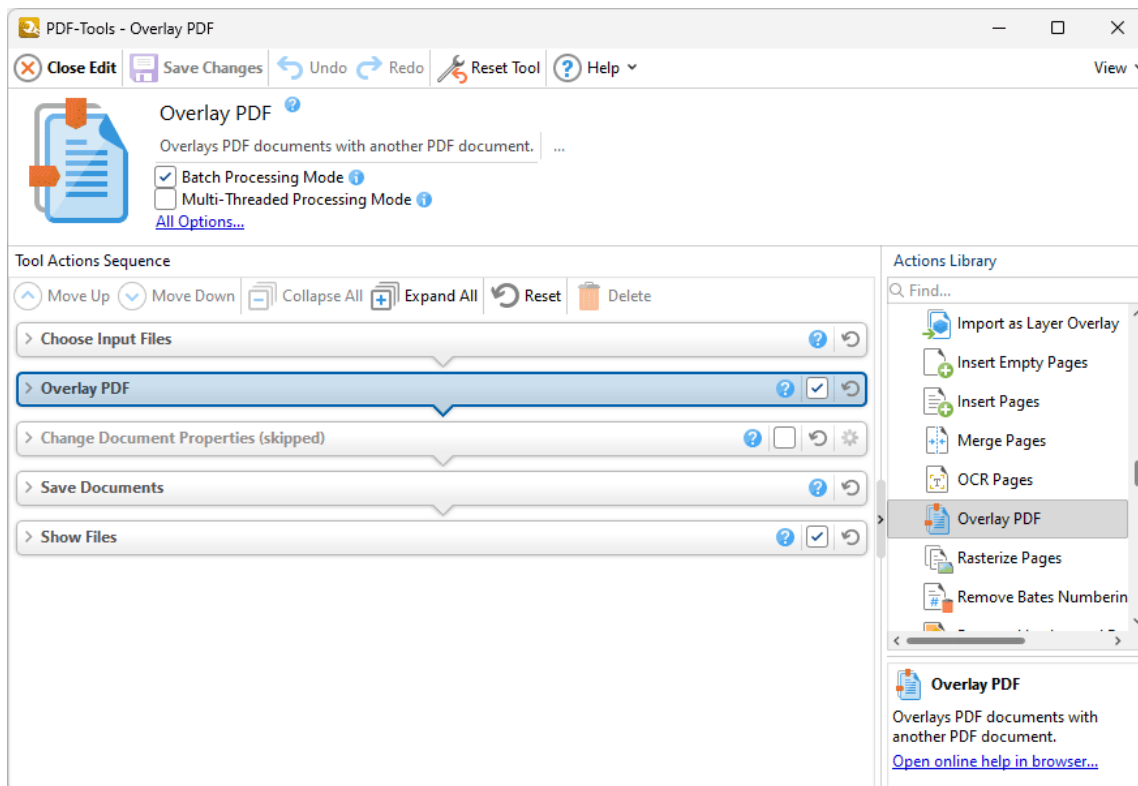 PDF-Tools - Overlay PDF
Close Edit Save Changes Undo Redo Reset Tool Help View
Overlay PDF
Overlays PDF documents with another PDF document. ...
Batch Processing Mode
Multi-Threaded Processing Mode
All Options...
Tool Actions Sequence
Move Up Move Down Collapse All Expand All Reset Delete
Choose Input Files
Overlay PDF
Change Document Properties (skipped)
Save Documents
Show Files
Actions Library
Find...
Import as Layer Overlay
Insert Empty Pages
Insert Pages
Merge Pages
OCR Pages
Overlay PDF
Rasterize Pages
Remove Bates Numberin
Overlay PDF
Overlays PDF documents with
another PDF document.
Open online help in browser...